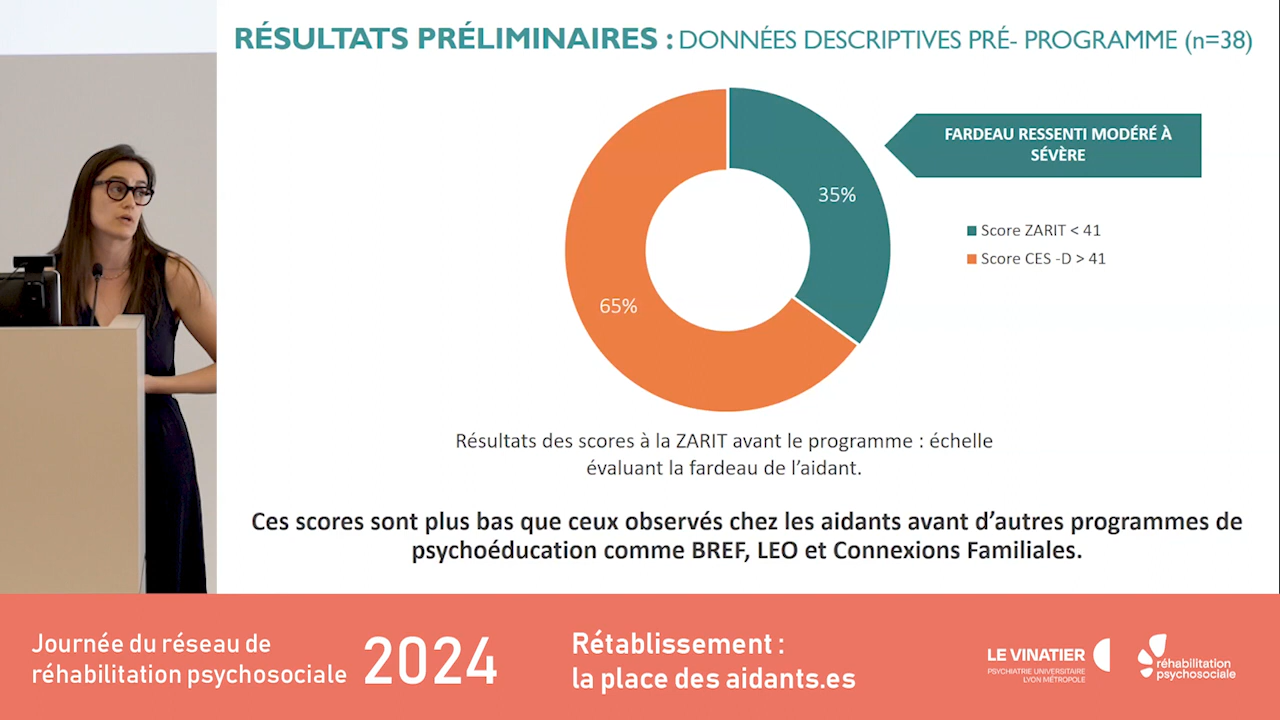 RÉSULTATS PRÉLIMINAIRES : DONNÉES DESCRIPTIVES PRÉ- PROGRAMME (n=38)
FARDEAU RESSENTI MODÉRÉ À
SÉVÈRE
35%
Score ZARIT < 41
Score CES -D > 41
65%
Résultats des scores à la ZARIT avant le programme : échelle
évaluant la fardeau de l’aidant.
Ces scores sont plus bas que ceux observés chez les aidants avant d’autres programmes de
psychoéducation comme BREF, LEO et Connexions Familiales.
Journée du réseau de
réhabilitation psychosociale
2024
Rétablissement :
la place des aidants.es
LE VINATIER
PSYCHIATRIE UNIVERSITAIRE
LYON MÉTROPOLE
réhabilitation
psychosociale